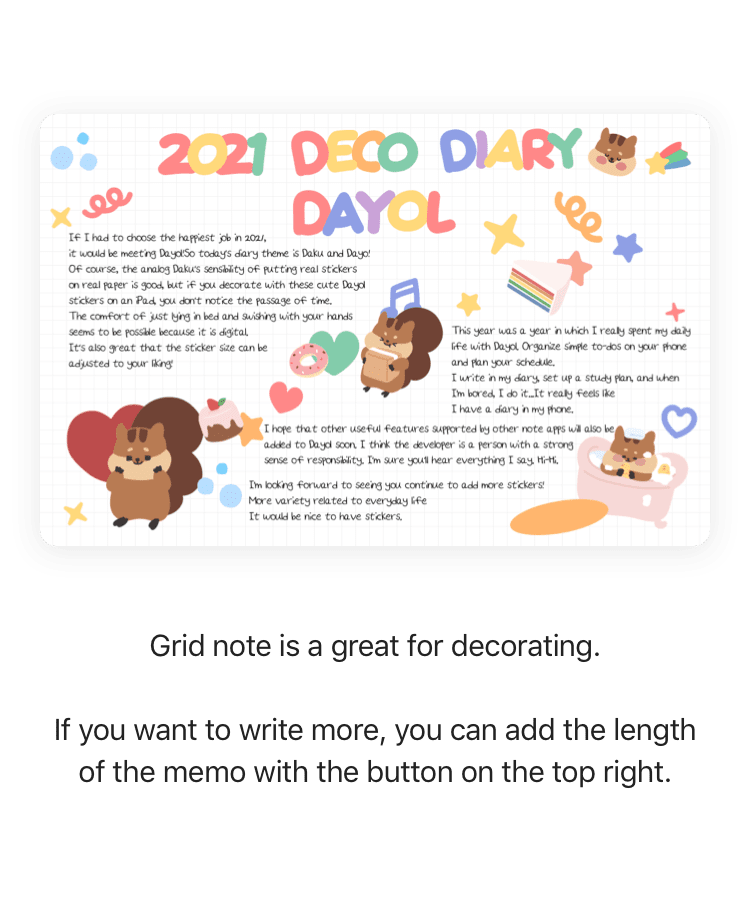 2021 DECO DIARY
DAYOL
If I had to choose the happiest job in 2021,
it would be meeting Dayol!So today's diary theme is Daku and Dayo!
Of course, the analog Daku's sensibility of putting real stickers
on real paper is good, but if you decorate with these cute Dayol
stickers on an iPad, you don't notice the passage of time.
The comfort of just lying in bed and swishing with your hands
seems to be possible because it is digital.
It's also great that the sticker size can be
adjusted to your liking!
This year was a year in which I really spent my daily
life with Dayol. Organize simple to-dos on your phone
and plan your schedule.
I write in my diary, set up a study plan, and when
I'm bored, I do it...It really feels like
I have a diary in my phone.
I hope that other useful features supported by other note apps will also be
added to Dayol soon. I think the developer is a person with a strong
sense of responsibility. I'm sure you'll hear everything I say, Hi-Hi.
I'm looking forward to seeing you continue to add more stickers!
More variety related to everyday life
It would be nice to have stickers.
Grid note is a great for decorating.
If you want to write more, you can add the length
of the memo with the button on the top right.